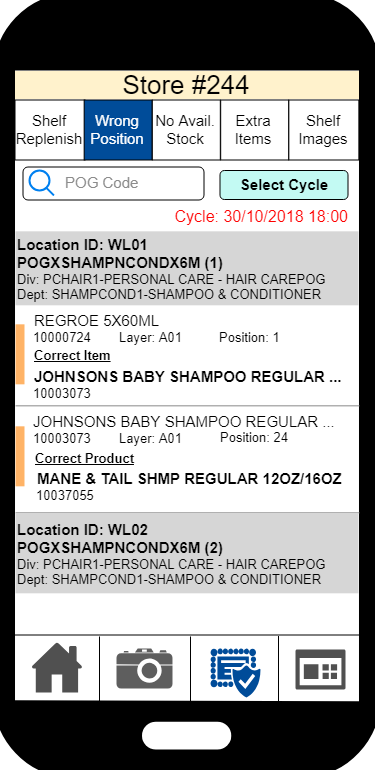 Store #244
Shelf Replenish
Wrong Position
No Avail. Stock
Extra Items
Shelf Images
POG Code
Select Cycle
Cycle: 30/10/2018 18:00
Location ID: WL01
POGXSHAMPNCONDX6M (1)
Div: PCHAIR1-PERSONAL CARE - HAIR CAREPOG
Dept: SHAMPCOND1-SHAMPOO & CONDITIONER
REGROE 5X60ML
10000724 Layer: A01 Position: 1
Correct Item
JOHNSONS BABY SHAMPOO REGULAR ...
10003073
JOHNSONS BABY SHAMPOO REGULAR ...
10003073 Layer: A01 Position: 24
Correct Product
MANE & TAIL SHMP REGULAR 12OZ/16OZ
10037055
Location ID: WL02
POGXSHAMPNCONDX6M (2)
Div: PCHAIR1-PERSONAL CARE - HAIR CAREPOG
Dept: SHAMPCOND1-SHAMPOO & CONDITIONER